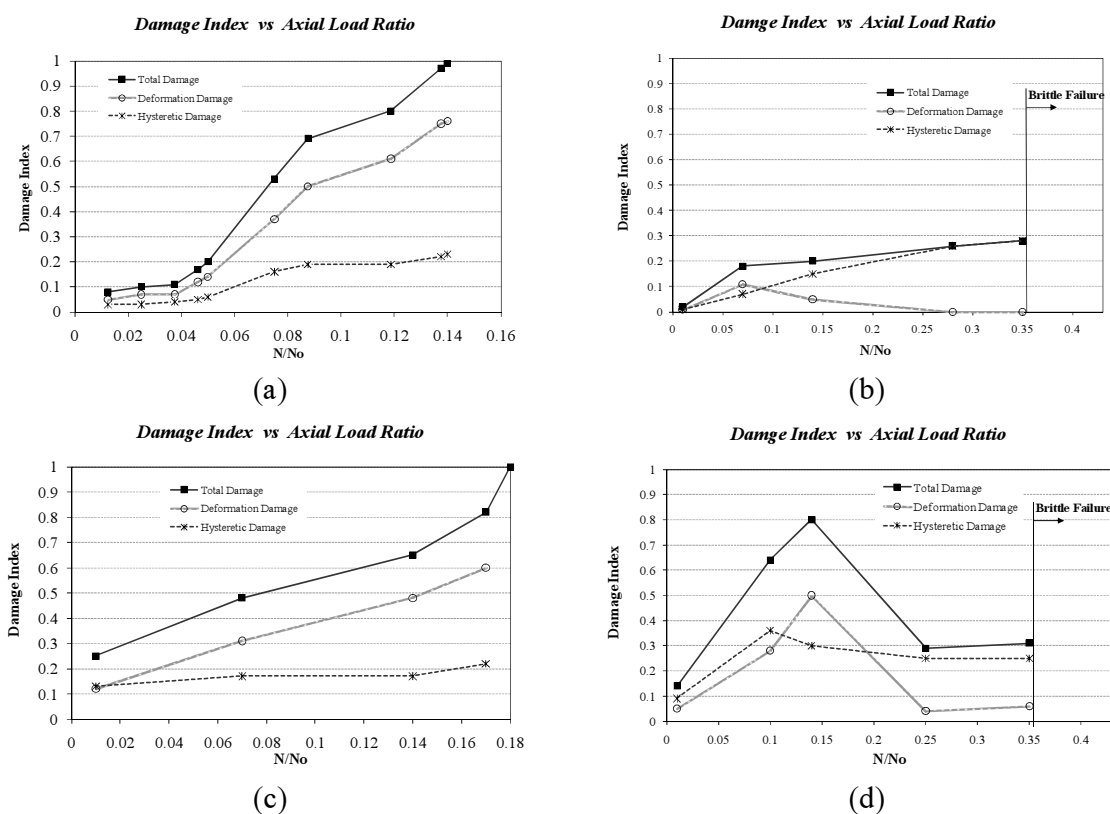 Damage Index vs Axial Load Ratio
1
0.9
0.8
0.7
0.6
0.5
0.4
0.3
0.2
0.1
0
Damage Index
Total Damage
Deformation Damage
Hysteretic Damage
0 0.02 0.04 0.06 0.08 0.1 0.12 0.14 0.16
N/No
(a)
Damge Index vs Axial Load Ratio
1
0.9
0.8
0.7
0.6
0.5
0.4
0.3
0.2
0.1
0
Damage Index
Total Damage
Deformation Damage
Hysteretic Damage
Brittle Failure
0 0.05 0.1 0.15 0.2 0.25 0.3 0.35 0.4
N/No
(b)
Damage Index vs Axial Load Ratio
1
0.9
0.8
0.7
0.6
0.5
0.4
0.3
0.2
0.1
0
Damage Index
Total Damage
Deformation Damage
Hysteretic Damage
0 0.02 0.04 0.06 0.08 0.1 0.12 0.14 0.16 0.18
N/No
(c)
Damge Index vs Axial Load Ratio
1
0.9
0.8
0.7
0.6
0.5
0.4
0.3
0.2
0.1
0
Damage Index
Total Damage
Deformation Damage
Hysteretic Damage
Brittle Failure
0 0.05 0.1 0.15 0.2 0.25 0.3 0.35 0.4
N/No
(d)